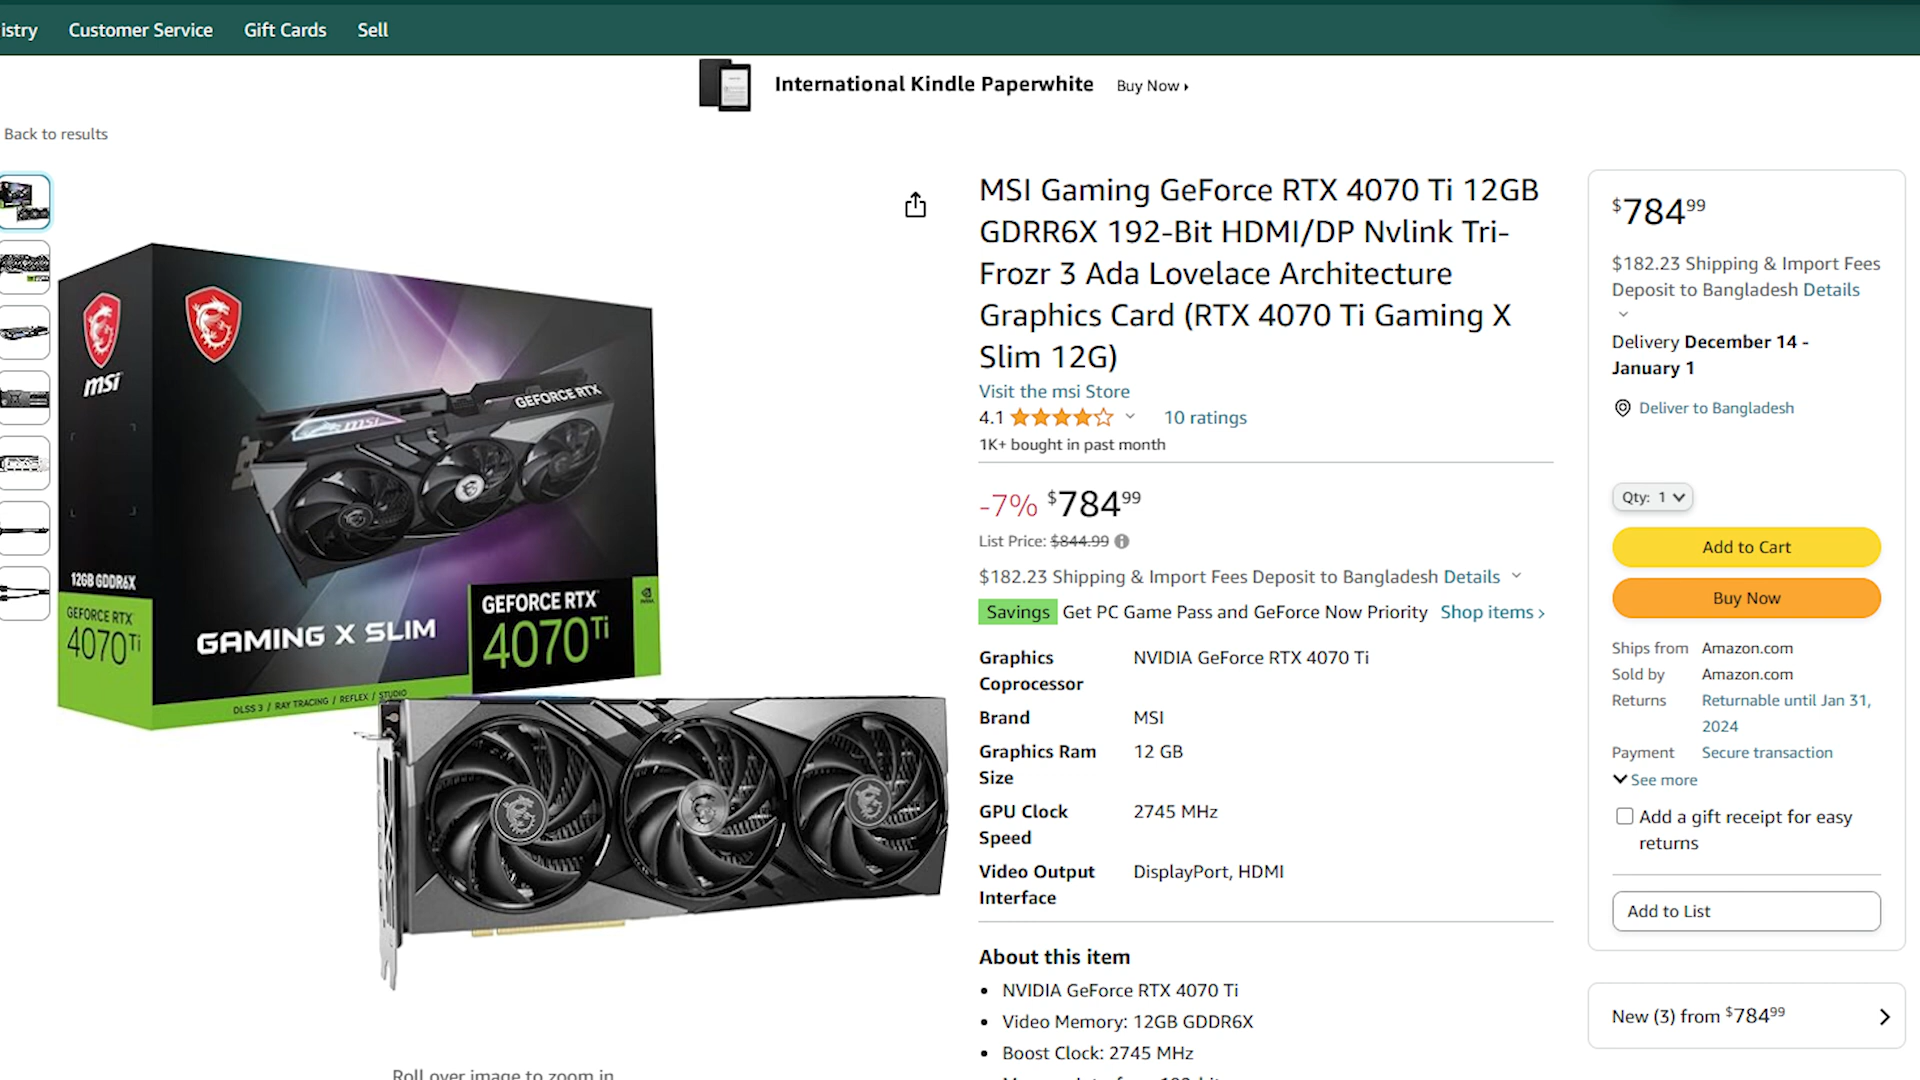 istry Customer Service Gift Cards Sell
International Kindle Paperwhite Buy Now
Back to results
MSI Gaming GeForce RTX 4070 Ti 12GB
GDRR6X 192-Bit HDMI/DP Nvlink Tri-
Frozr 3 Ada Lovelace Architecture
Graphics Card (RTX 4070 Ti Gaming X
Slim 12G)
Visit the msi Store
4.1 10 ratings
1K+ bought in past month
-7% $78499
List Price: $844.99
$182.23 Shipping & Import Fees Deposit to Bangladesh Details
Savings Get PC Game Pass and GeForce Now Priority Shop items ›
Graphics
Coprocessor
NVIDIA GeForce RTX 4070 Ti
Brand MSI
Graphics Ram
Size
12 GB
GPU Clock
Speed
2745 MHz
Video Output
Interface
DisplayPort, HDMI
About this item
• NVIDIA GeForce RTX 4070 Ti
• Video Memory: 12GB GDDR6X
• Boost Clock: 2745 MHz
msi
12GB GDDR6X
GEFORCE RTX
4070 Ti
msi
GEFORCE RTX
GAMING X SLIM
GEFORCE RTX
4070 Ti
NVIDIA
DLSS 3 / RAY TRACING / REFLEX / STUDIO
Roll over image to zoom in
$78499
$182.23 Shipping & Import Fees
Deposit to Bangladesh Details
Delivery December 14 -
January 1
Deliver to Bangladesh
Qty: 1
Add to Cart
Buy Now
Ships from Amazon.com
Sold by Amazon.com
Returns Returnable until Jan 31,
2024
Payment Secure transaction
See more
Add a gift receipt for easy
returns
Add to List
New (3) from $78499